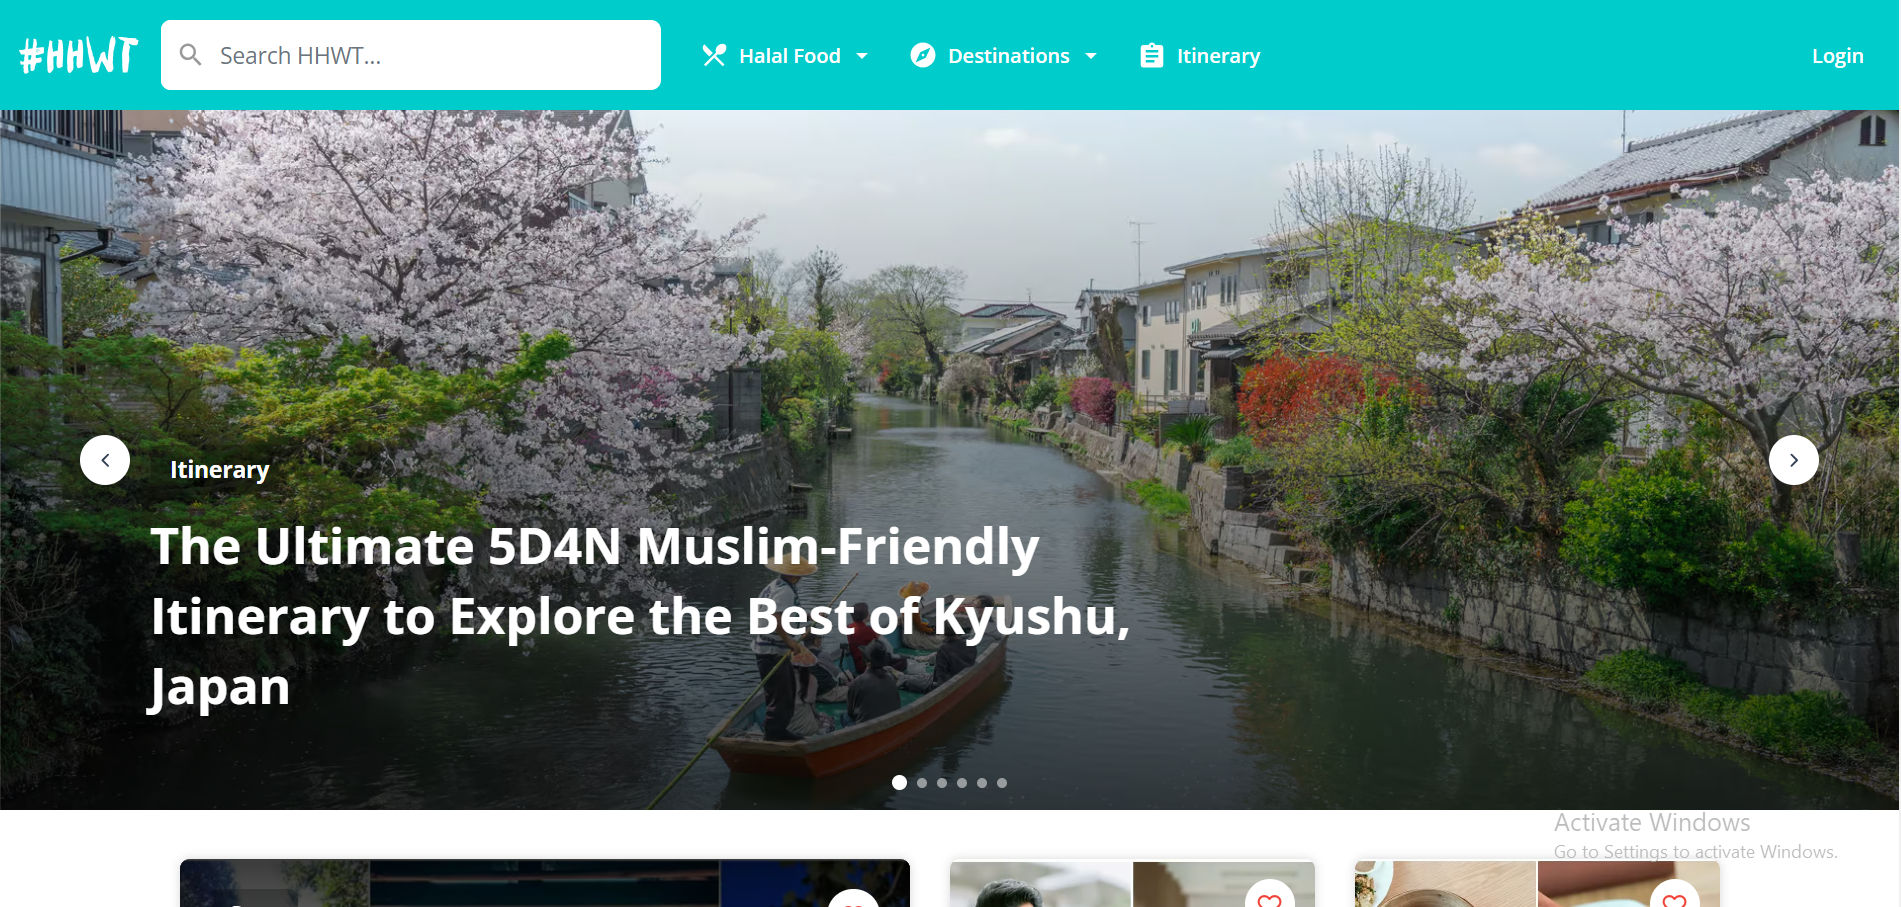 #HHWT
Search HHWT...
Halal Food
Destinations
Itinerary
Login
Itinerary
The Ultimate 5D4N Muslim-Friendly
Itinerary to Explore the Best of Kyushu,
Japan
Activate Windows
Go to Settings to activate Windows.